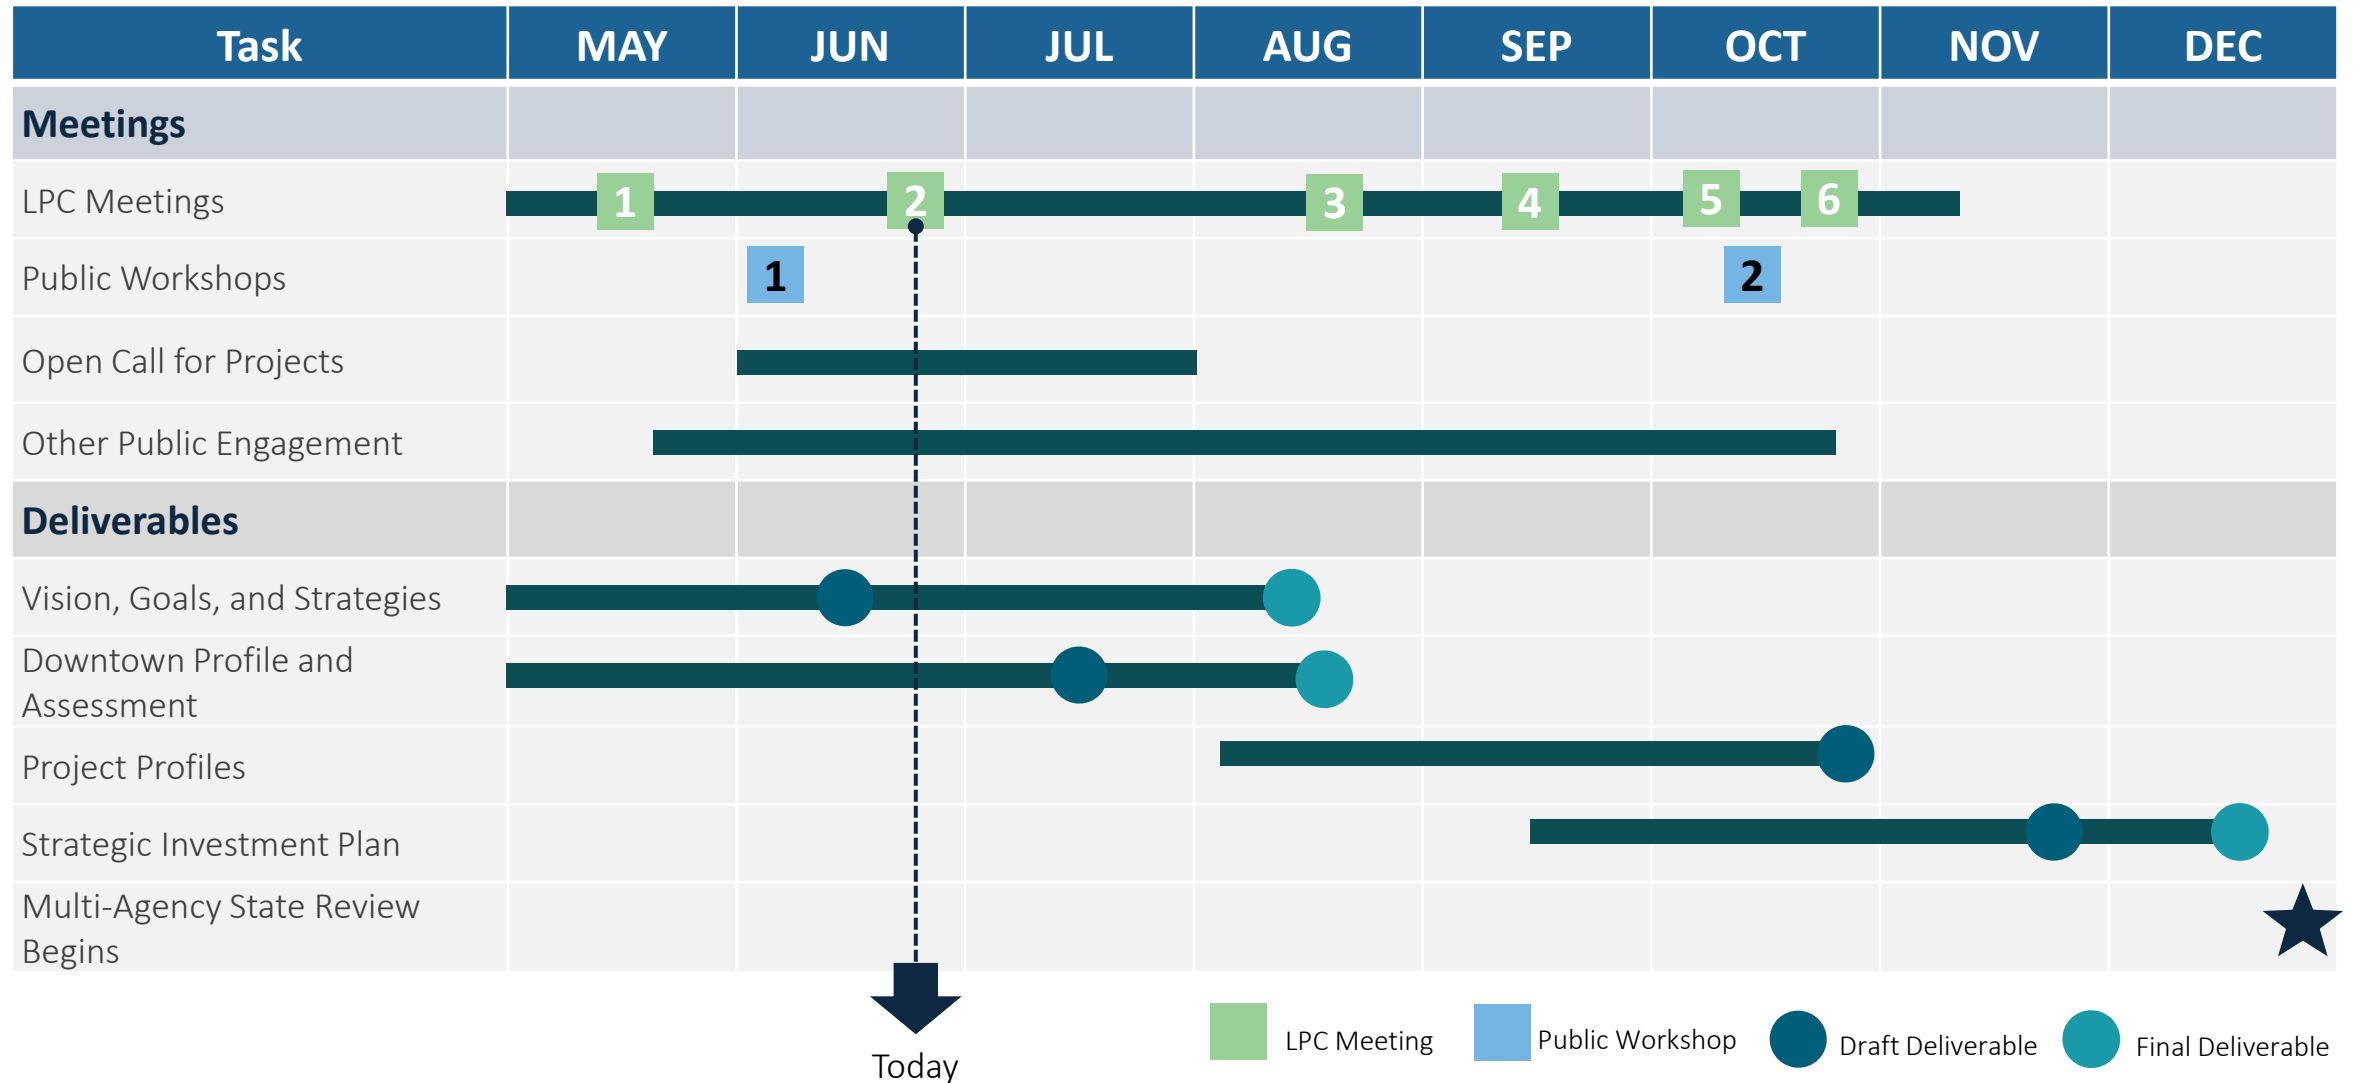 Task MAY JUN JUL AUG SEP OCT NOV DEC
Meetings
LPC Meetings 1 2 3 4 5 6
Public Workshops 1 2
Open Call for Projects
Other Public Engagement
Deliverables
Vision, Goals, and Strategies
Downtown Profile and
Assessment
Project Profiles
Strategic Investment Plan
Multi-Agency State Review
Begins
Today
LPC Meeting Public Workshop Draft Deliverable Final Deliverable